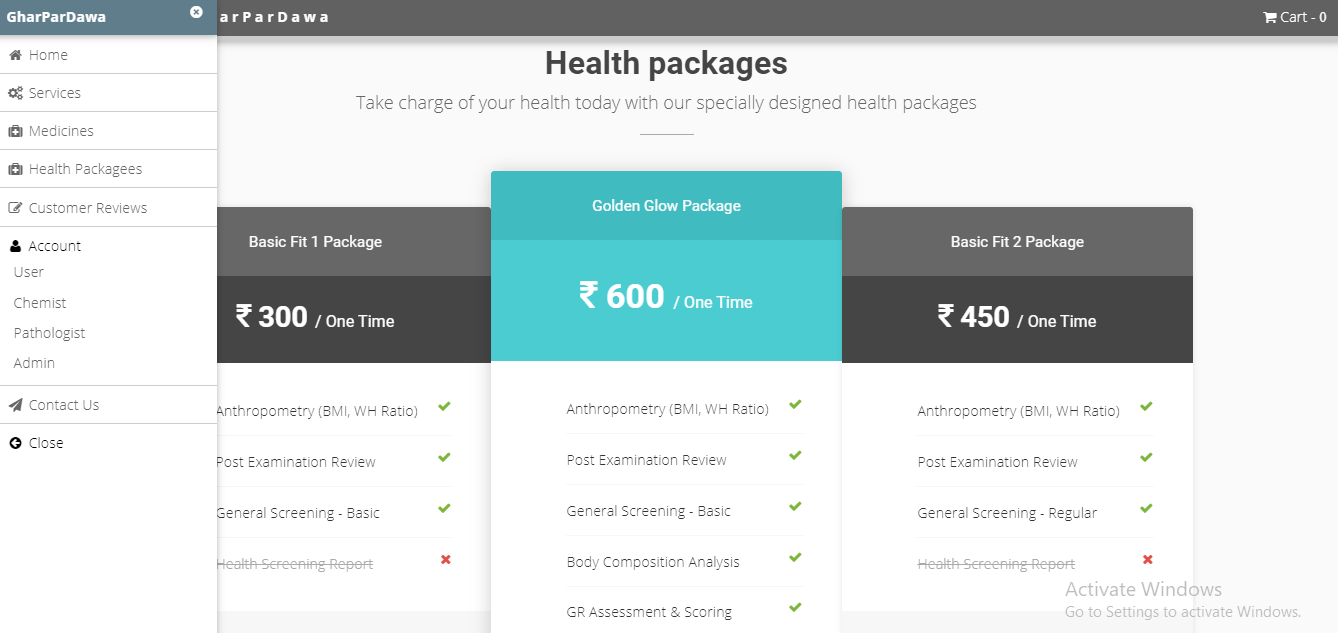 GharParDawa
arParDawa
Cart - 0
Home
Services
Medicines
Health Packagees
Customer Reviews
Account
User
Chemist
Pathologist
Admin
Contact Us
Close
Health packages
Take charge of your health today with our specially designed health packages
Basic Fit 1 Package
₹ 300 / One Time
Anthropometry (BMI, WH Ratio)
Post Examination Review
General Screening - Basic
Health Screening Report
Golden Glow Package
₹ 600 / One Time
Anthropometry (BMI, WH Ratio)
Post Examination Review
General Screening - Basic
Body Composition Analysis
GR Assessment & Scoring
Basic Fit 2 Package
₹ 450 / One Time
Anthropometry (BMI, WH Ratio)
Post Examination Review
General Screening - Regular
Health Screening Report
Activate Windows
Go to Settings to activate Windows.